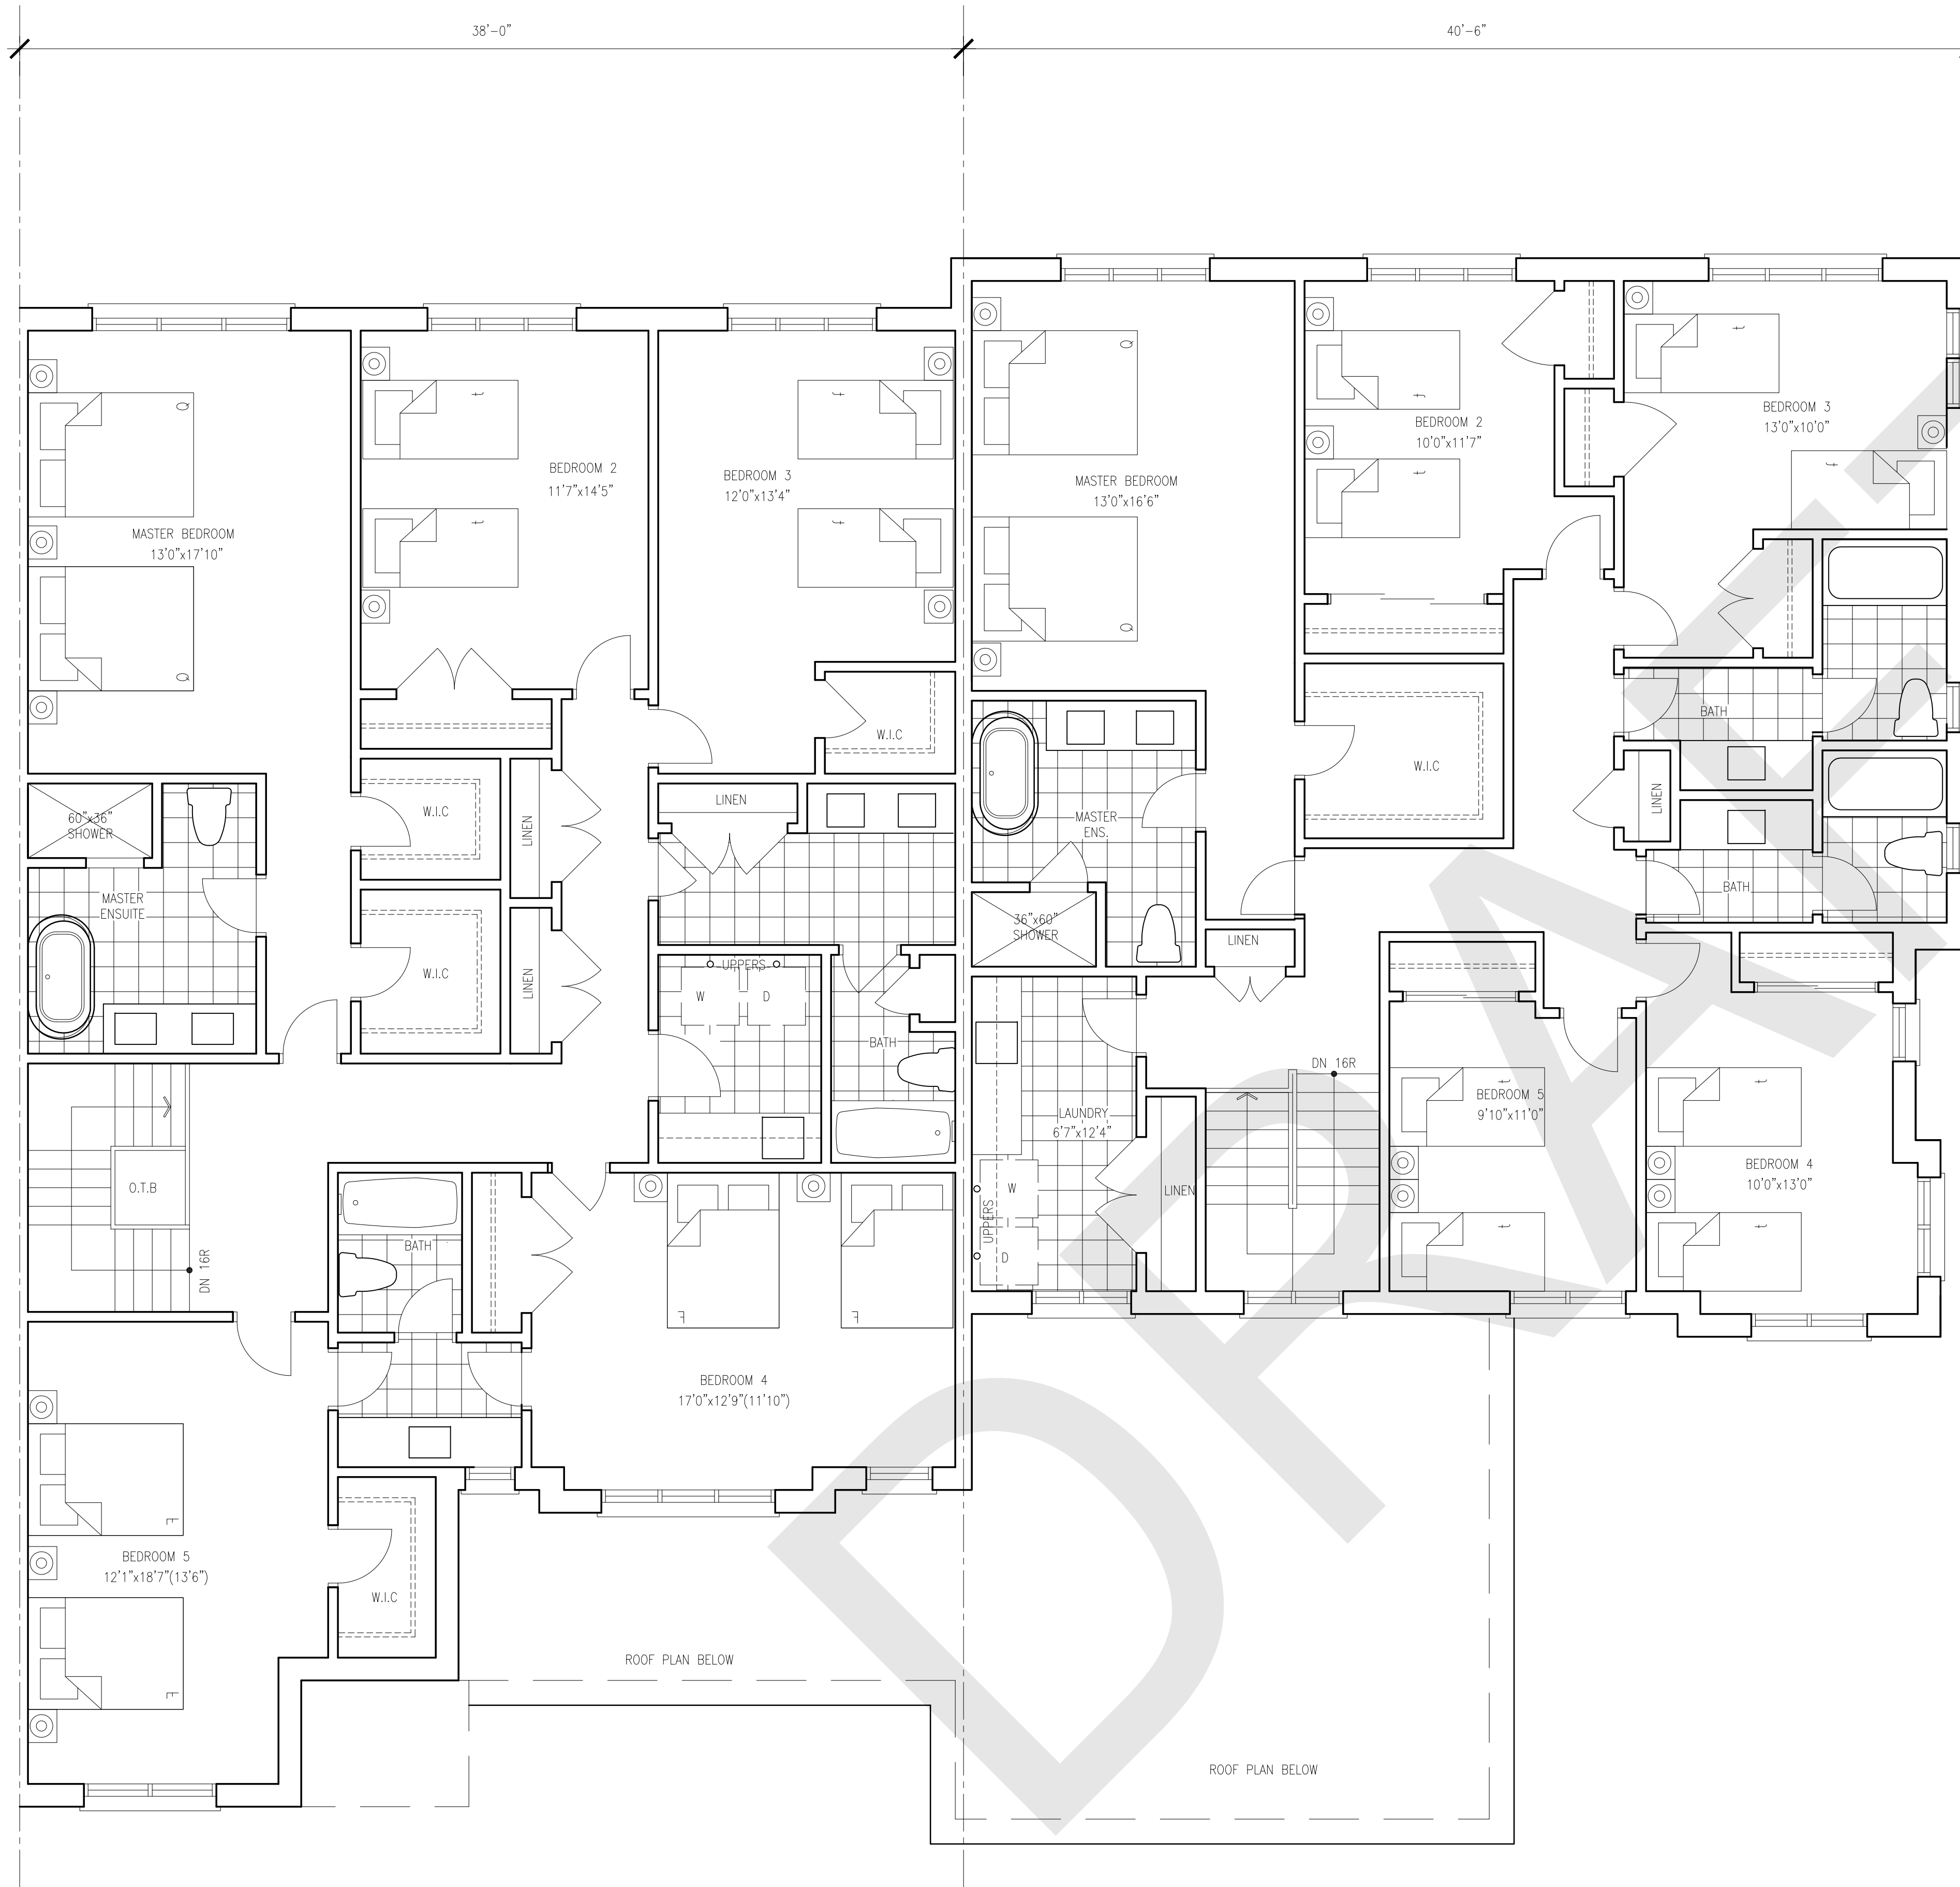 38'-0"
40'-6"
MASTER BEDROOM
13'0"x17'10"
Q
Q
BEDROOM 2
11'7"x14'5"
t
t
BEDROOM 3
12'0"x13'4"
t
t
W.I.C
W.I.C
W.I.C
LINEN
LINEN
LINEN
60"x36"
SHOWER
MASTER
ENSUITE
UPPERS
W
D
BATH
O.T.B
DN 16R
BATH
BEDROOM 4
17'0"x12'9"(11'10")
F
F
BEDROOM 5
12'1"x18'7"(13'6")
F
F
W.I.C
ROOF PLAN BELOW
MASTER BEDROOM
13'0"x16'6"
Q
Q
BEDROOM 2
10'0"x11'7"
t
t
BEDROOM 3
13'0"x10'0"
t
t
W.I.C
MASTER
ENS.
36"x60"
SHOWER
LINEN
BATH
LINEN
BATH
LAUNDRY
6'7"x12'4"
W
D
UPPERS
LINEN
DN 16R
BEDROOM 5
9'10"x11'0"
t
t
BEDROOM 4
10'0"x13'0"
t
t
ROOF PLAN BELOW
DRAFT